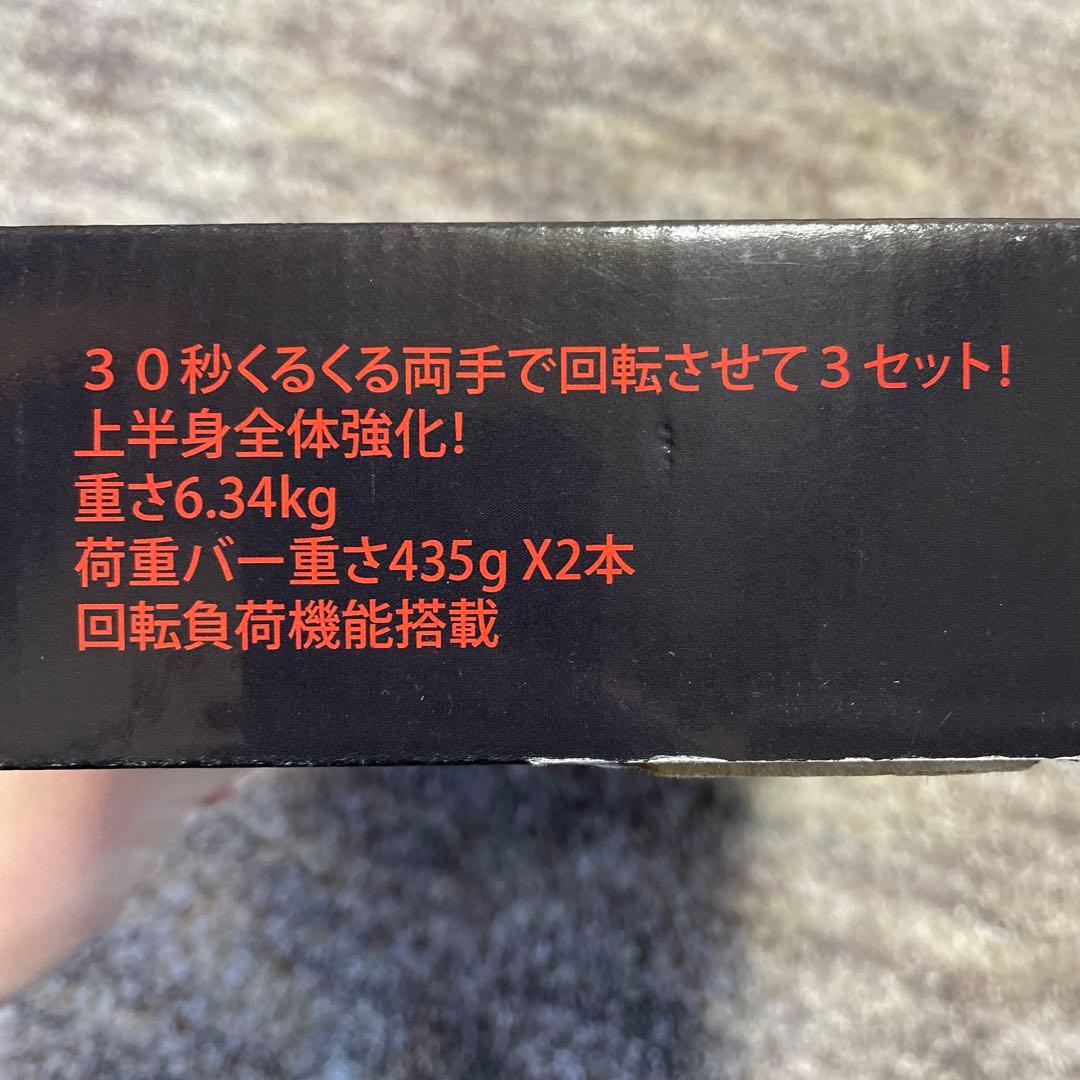 ３０秒くるくる両手で回転させて３セット！
上半身全体強化！
重さ6.34kg
荷重バー重さ435g X2本
回転負荷機能搭載